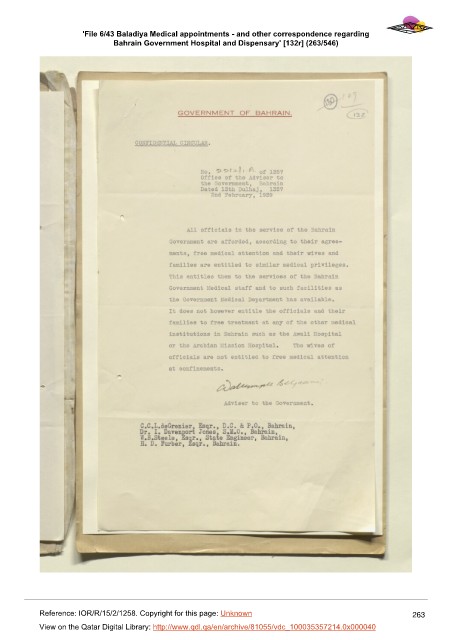 'File 6/43 Baladiya Medical appointments - and other correspondence regarding
Bahrain Government Hospital and Dispensary' [132r] (263/546)
GOVERNMENT OF BAHRAIN.
CONFIDENTIAL CIRCULAR.
No. of 1357
Office of the Adviser to
the Government, Bahrain
Dated 12th Dulhaj, 1357
2nd February, 1939
All officials in the service of the Bahrain
Government are afforded, according to their agree-
ments, free medical attention and their wives and
families are entitled to similar medical privileges.
This entitles them to the services of the Bahrain
Government Medical staff and to such facilities as
the Government Medical Department has available.
It does not however entitle the officials and their
families to free treatment at any of the other medical
institutions in Bahrain such as the Awali Hospital
or the Arabian Mission Hospital. The wives of
officials are not entitled to free medical attention
at confinements.
Adviser to the Government.
C.C.L.deGrenier, Esqr., D.C. & P.O., Bahrain,
Dr. I. Davenport Jones, S.M.O., Bahrain,
W.B.Steele, Esqr., State Engineer, Bahrain,
H. D. Furber, Esqr., Bahrain.
Reference: IOR/R/15/2/1258. Copyright for this page: Unknown
263
View on the Qatar Digital Library: http://www.qdl.qa/en/archive/81055/vdc_100035357214.0x000040